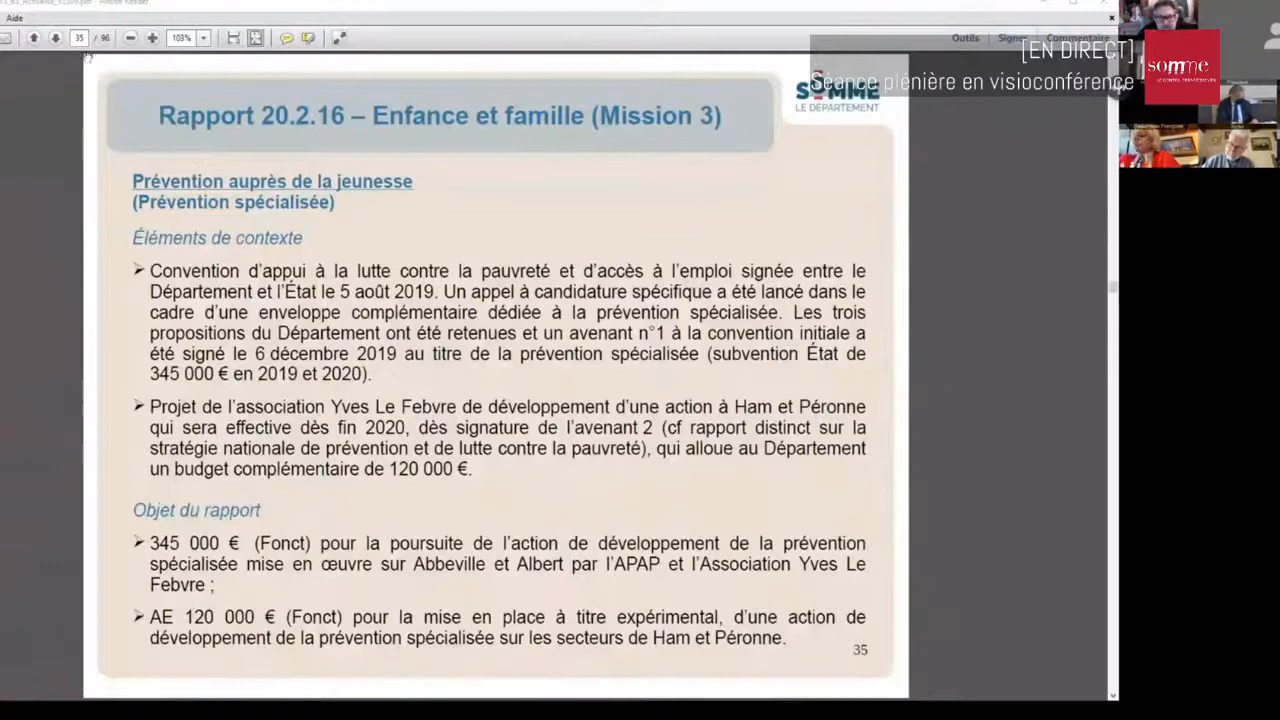 Aide
35 / 96
103%
Outils
Signer
Commentaire
[EN DIRECT]
Séance plénière en visioconférence
somme
SOMME
LE DÉPARTEMENT
Rapport 20.2.16 – Enfance et famille (Mission 3)
Prévention auprès de la jeunesse
(Prévention spécialisée)
Éléments de contexte
➤ Convention d'appui à la lutte contre la pauvreté et d'accès à l'emploi signée entre le
Département et l'État le 5 août 2019. Un appel à candidature spécifique a été lancé dans le
cadre d'une enveloppe complémentaire dédiée à la prévention spécialisée. Les trois
propositions du Département ont été retenues et un avenant n°1 à la convention initiale a
été signé le 6 décembre 2019 au titre de la prévention spécialisée (subvention État de
345 000 € en 2019 et 2020).
➤ Projet de l'association Yves Le Febvre de développement d'une action à Ham et Péronne
qui sera effective dès fin 2020, dès signature de l'avenant 2 (cf rapport distinct sur la
stratégie nationale de prévention et de lutte contre la pauvreté), qui alloue au Département
un budget complémentaire de 120 000 €.
Objet du rapport
➤ 345 000 € (Fonct) pour la poursuite de l'action de développement de la prévention
spécialisée mise en œuvre sur Abbeville et Albert par l'APAP et l'Association Yves Le
Febvre ;
➤ AE 120 000 € (Fonct) pour la mise en place à titre expérimental, d'une action de
développement de la prévention spécialisée sur les secteurs de Ham et Péronne.
35